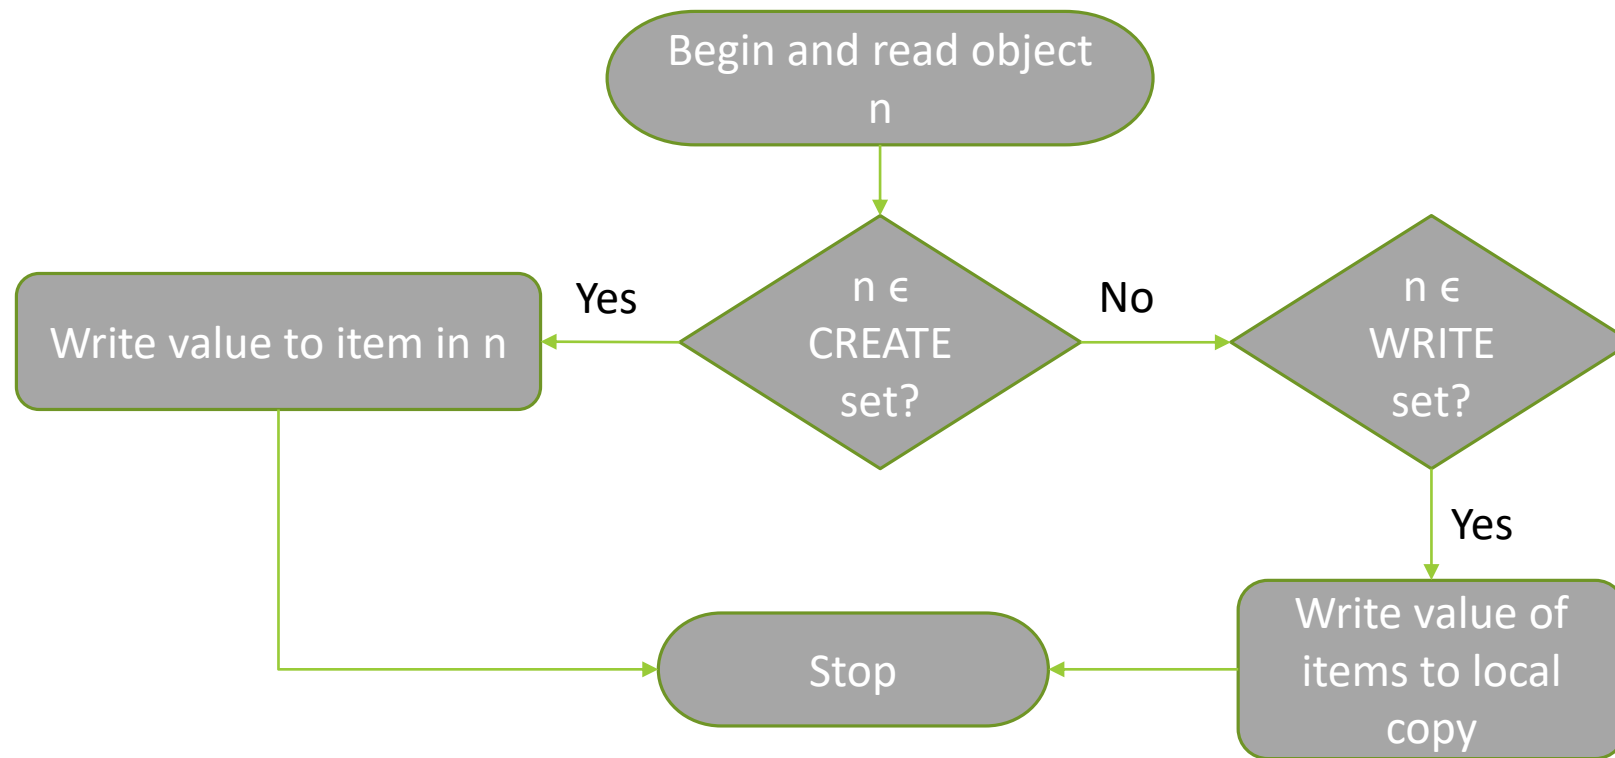 Begin and read object
n
Write value to item in n
Yes
n ϵ
CREATE
set?
No
n ϵ
WRITE
set?
Yes
Stop
Write value of
items to local
copy